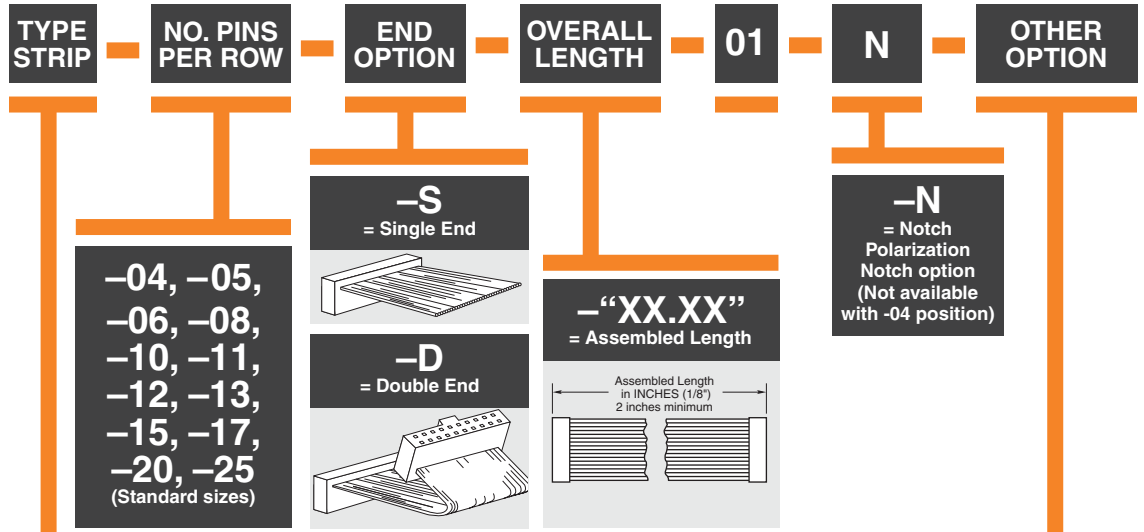 TYPE
STRIP
NO. PINS
PER ROW
END
OPTION
OVERALL
LENGTH
01
N
OTHER
OPTION
–04, –05,
–06, –08,
–10, –11,
–12, –13,
–15, –17,
–20, –25
(Standard sizes)
–S
= Single End
–D
= Double End
–“XX.XX”
= Assembled Length
Assembled Length
in INCHES (1/8")
2 inches minimum
–N
= Notch
Polarization
Notch option
(Not available
with -04 position)